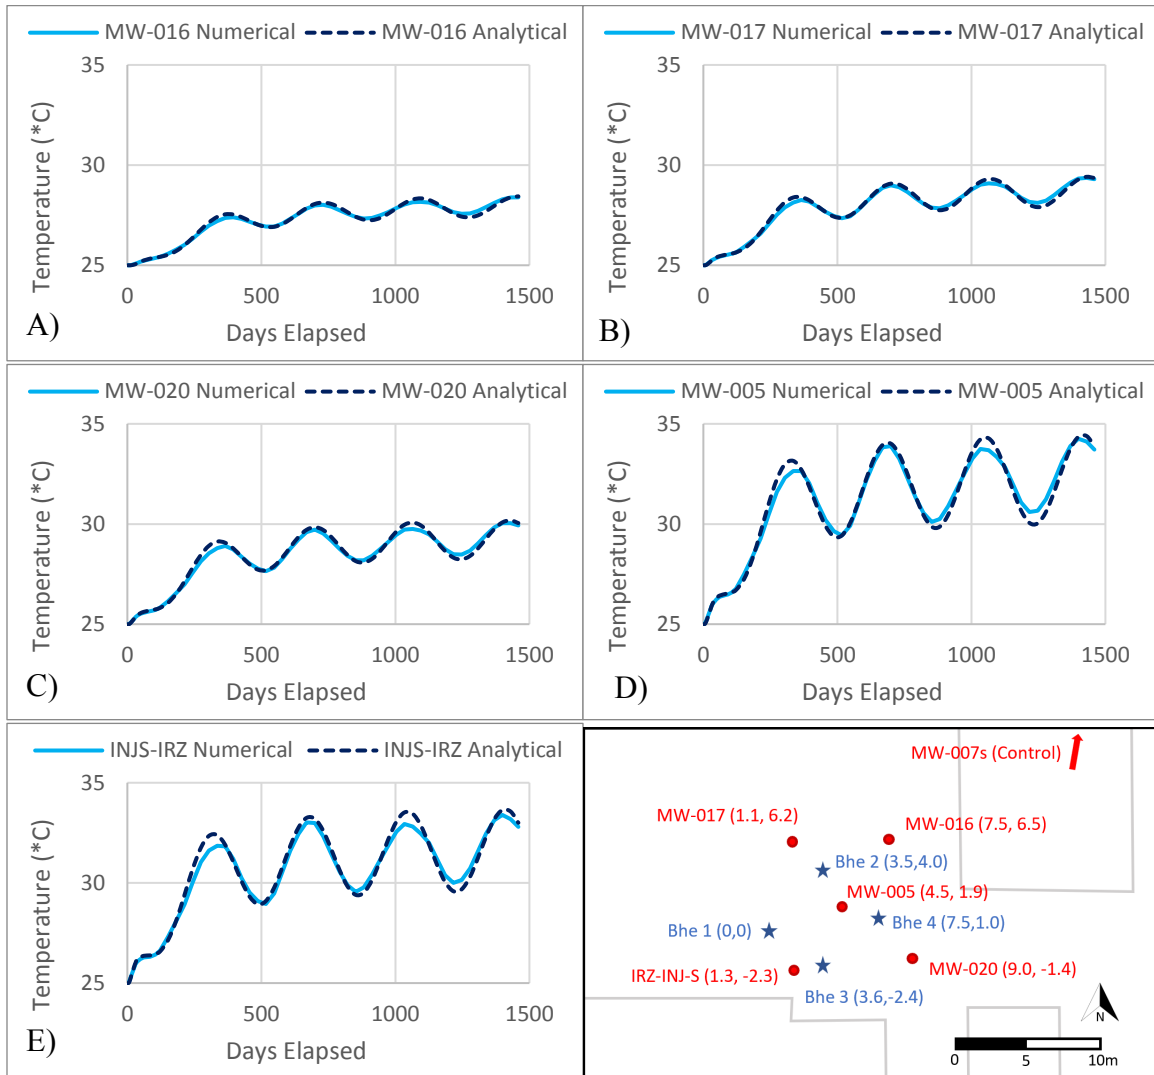 MW-016 Numerical MW-016 Analytical
35
30
25
Temperature (*C)
0 500 1000 1500
Days Elapsed
A)
MW-017 Numerical MW-017 Analytical
35
30
25
Temperature (*C)
0 500 1000 1500
Days Elapsed
B)
MW-020 Numerical MW-020 Analytical
35
30
25
Temperature (*C)
0 500 1000 1500
Days Elapsed
C)
MW-005 Numerical MW-005 Analytical
35
30
25
Temperature (*C)
0 500 1000 1500
Days Elapsed
D)
INJS-IRZ Numerical INJS-IRZ Analytical
35
30
25
Temperature (*C)
0 500 1000 1500
Days Elapsed
E)
MW-007s (Control)
MW-017 (1.1, 6.2)
MW-016 (7.5, 6.5)
Bhe 2 (3.5,4.0)
MW-005 (4.5, 1.9)
Bhe 1 (0,0)
Bhe 4 (7.5,1.0)
IRZ-INJ-S (1.3, -2.3)
MW-020 (9.0, -1.4)
Bhe 3 (3.6,-2.4)
N
0 5 10m